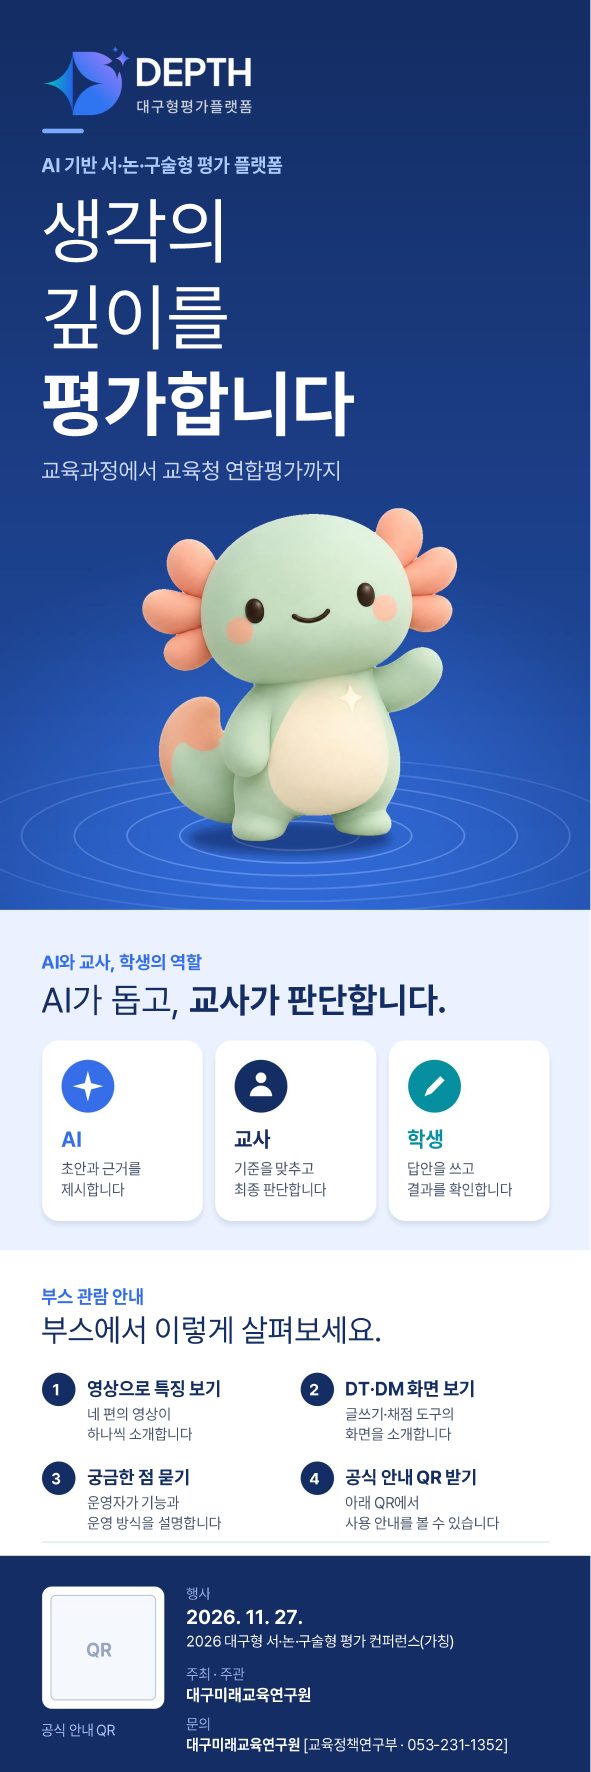 DEPTH
대구형평가플랫폼
AI 기반 서·논·구술형 평가 플랫폼
생각의
깊이를
평가합니다
교육과정에서 교육청 연합평가까지
AI와 교사, 학생의 역할
AI가 돕고, 교사가 판단합니다.
AI
초안과 근거를
제시합니다
교사
기준을 맞추고
최종 판단합니다
학생
답안을 쓰고
결과를 확인합니다
부스 관람 안내
부스에서 이렇게 살펴보세요.
1 영상으로 특징 보기
네 편의 영상이
하나씩 소개합니다
2 DT·DM 화면 보기
글쓰기·채점 도구의
화면을 소개합니다
3 궁금한 점 묻기
운영자가 기능과
운영 방식을 설명합니다
4 공식 안내 QR 받기
아래 QR에서
사용 안내를 볼 수 있습니다
QR
공식 안내 QR
행사
2026. 11. 27.
2026 대구형 서·논·구술형 평가 컨퍼런스(가칭)
주최 · 주관
대구미래교육연구원
문의
대구미래교육연구원 [교육정책연구부 · 053-231-1352]